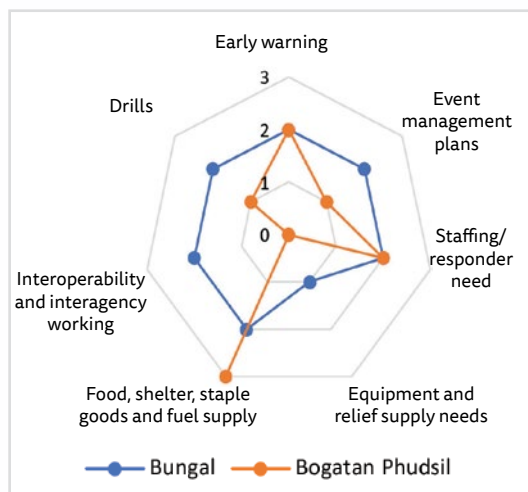 Early warning
3
Drills
Event
management
plans
2
1
0
Staffing/
responder
need
Interoperability
and interagency
working
Food, shelter, staple
goods and fuel supply
Equipment and
relief supply needs
Bungal
Bogatan Phudsil